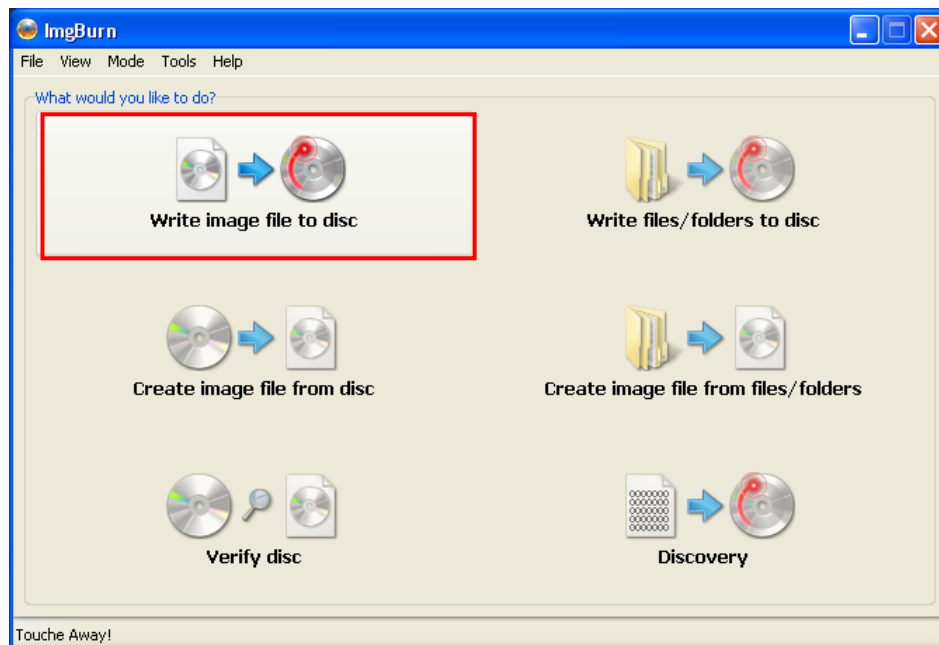 ImgBurn
File View Mode Tools Help
What would you like to do?
Write image file to disc
Write files/folders to disc
Create image file from disc
Create image file from files/folders
Verify disc
Discovery
Touche Away!